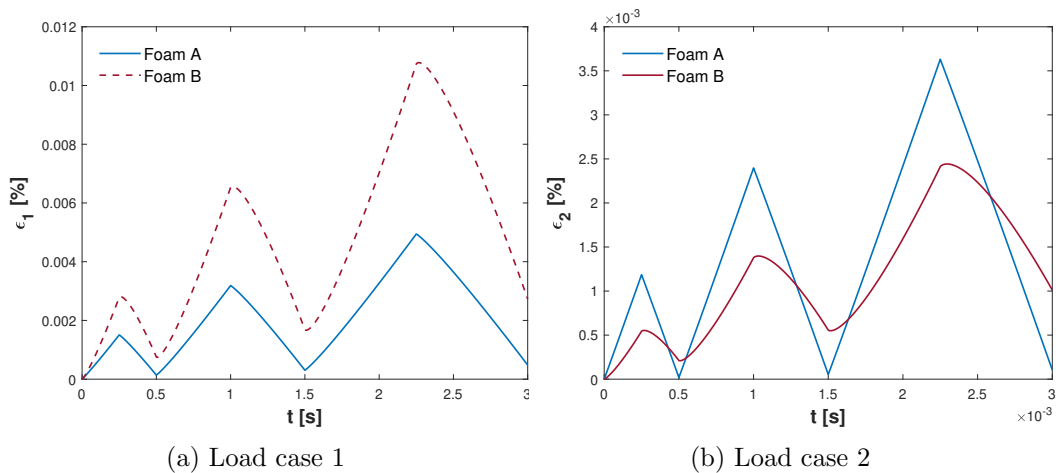 0.012
0.01
0.008
0.006
0.004
0.002
0
0 0.5 1 1.5 2 2.5 3
ϵ₁ [%]
t [s]
Foam A
Foam B
(a) Load case 1
×10⁻³
4
3.5
3
2.5
2
1.5
1
0.5
0
0 0.5 1 1.5 2 2.5 3
×10⁻³
ϵ₂ [%]
t [s]
Foam A
Foam B
(b) Load case 2